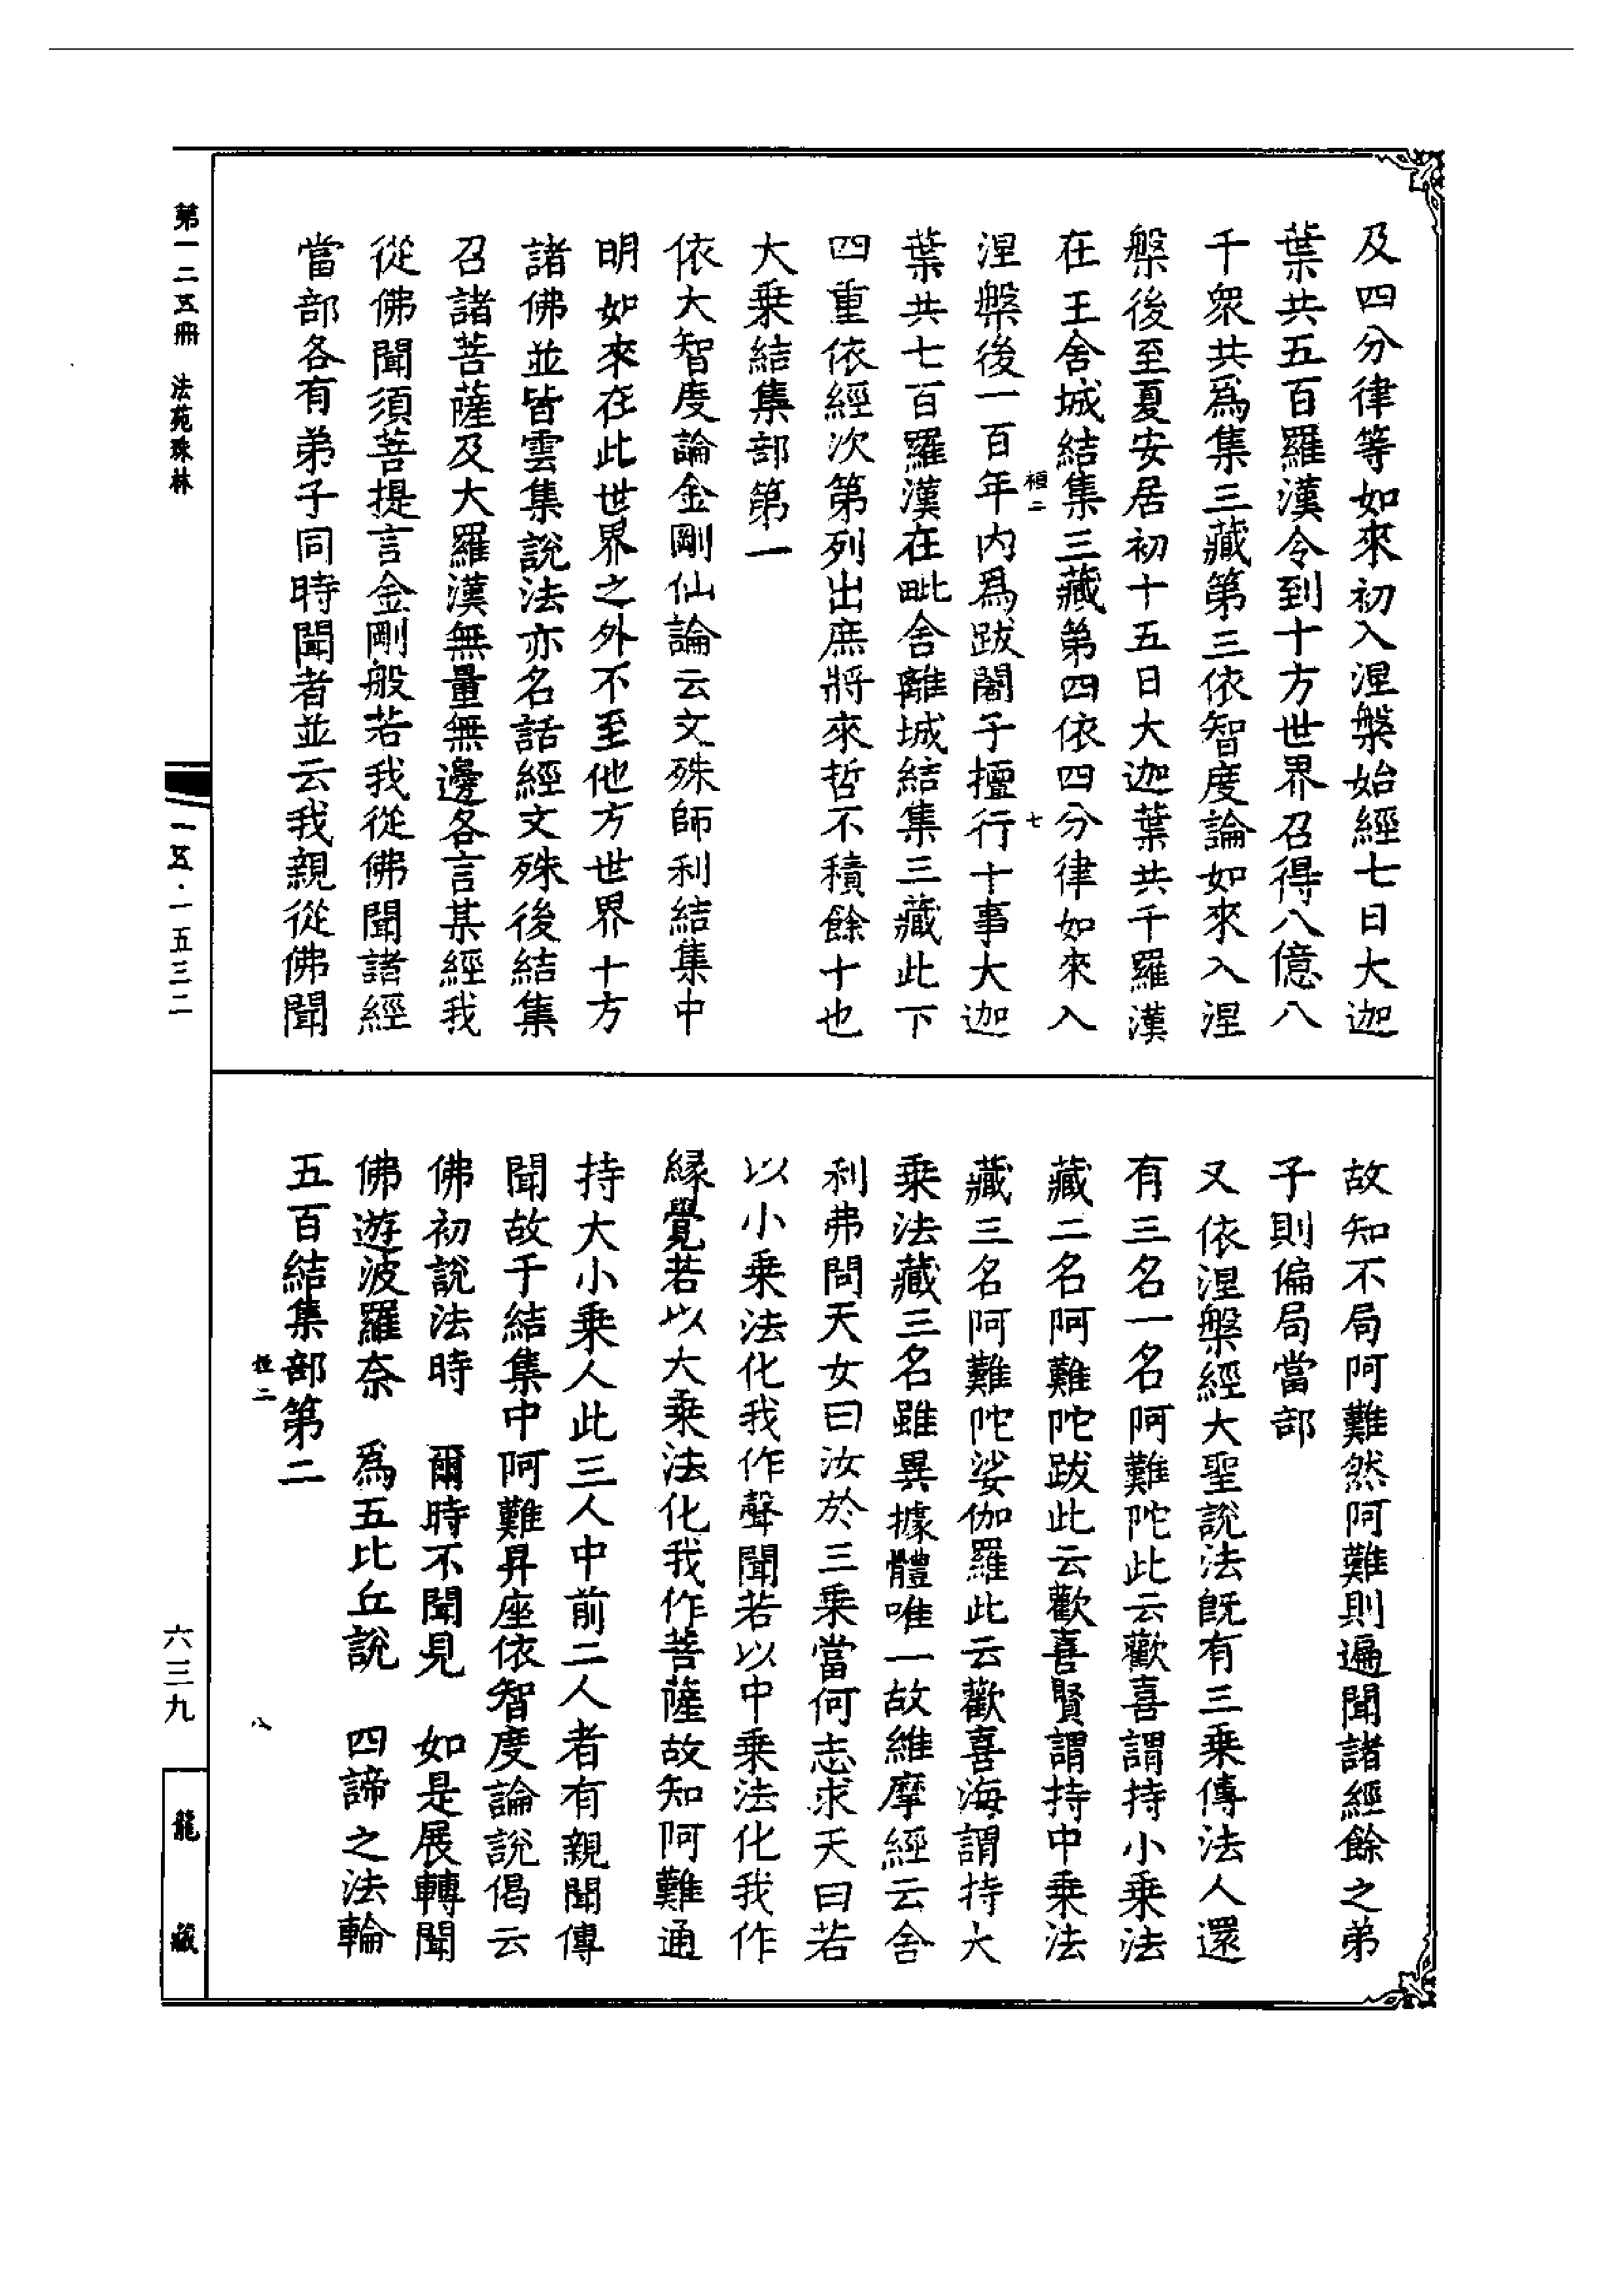 及四分律等如來初入涅槃始經七日大迦
葉共五百羅漢令到十方世界召得八億八
千衆共爲集三藏第三依智度論如來入涅
槃後至夏安居初十五日大迦葉共千羅漢
在王舍城結集三藏第四依四分律如來入
桓二
七
涅槃後一百年內爲跋闍子擅行十事大迦
葉共七百羅漢在毗舍離城結集三藏此下
四重依經次第列出庶將來哲不積餘十也
大乗結集部第一
依大智度論金剛仙論云文殊師利結集中
明如來在此世界之外不至他方世界十方
諸佛並皆雲集說法亦名話經文殊後結集
召諸菩薩及大羅漢無量無邊各言某經我
從佛聞須菩提言金剛般若我從佛聞諸經
當部各有弟子同時聞者並云我親從佛聞
故知不局阿難然阿難則遍聞諸經餘之弟
子則偏局當部
又依涅槃經大聖說法旣有三乗傳法人還
有三名一名阿難陀此云歡喜謂持小乗法
藏二名阿難陀跋此云歡喜賢謂持中乗法
藏三名阿難陀娑伽羅此云歡喜海謂持大
乗法藏三名雖異據體唯一故維摩經云舍
利弗問天女曰汝於三乗當何志求天曰若
以小乗法化我作聲聞若以中乗法化我作
緣覺若以大乗法化我作菩薩故知阿難通
持大小乗人此三人中前二人者有親聞傳
聞故于結集中阿難昇座依智度論說偈云
佛初說法時　爾時不聞見　如是展轉聞
佛遊波羅奈　爲五比丘說　四諦之法輪
五百結集部第二
桓二
八
第一二五冊　法苑珠林
一五·一五三二
六三九
龍藏